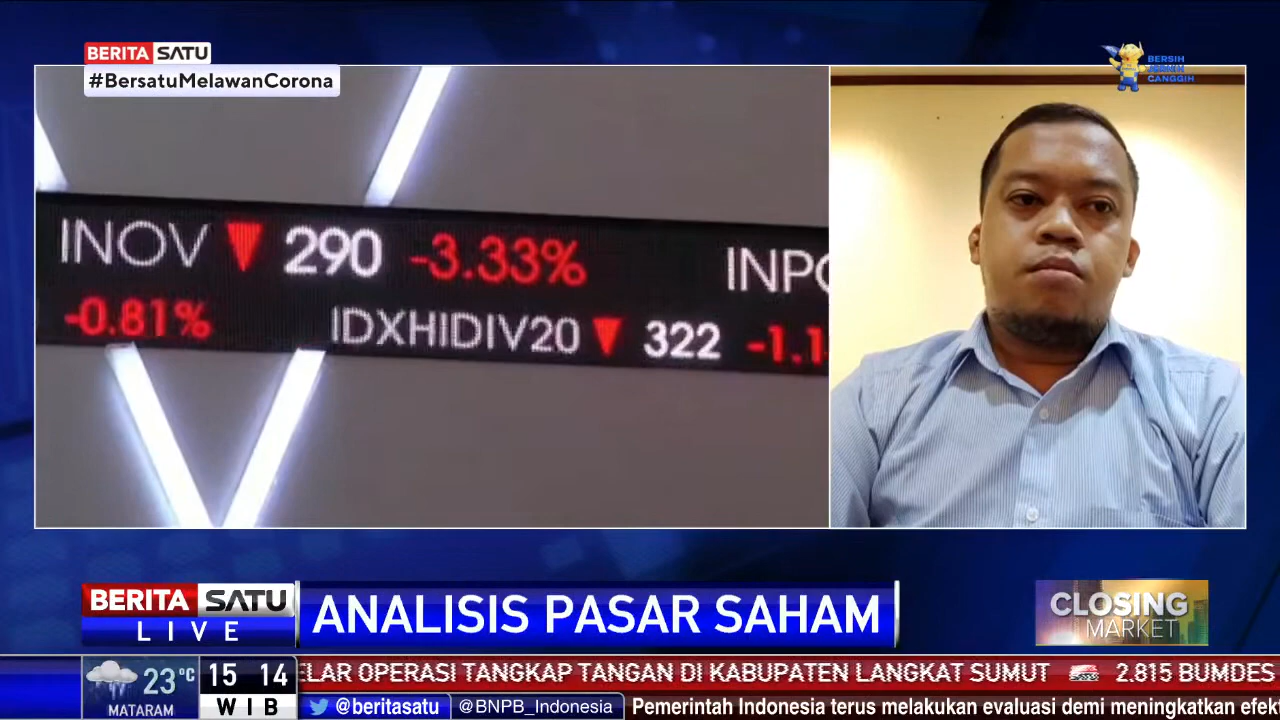 BERITA SATU
#BersatuMelawanCorona
BERSIH
CANGGIH
INOV ▼ 290 -3.33%
-0.81% IDXHIDIV20 ▼ 322
BERITA SATU
LIVE
ANALISIS PASAR SAHAM
CLOSING
MARKET
23°C
MATARAM
15 14
WIB
OPERASI TANGKAP TANGAN DI KABUPATEN LANGKAT SUMUT 2.815 BUMDES
@beritasatu
@BNPB_Indonesia
Pemerintah Indonesia terus melakukan evaluasi demi meningkatkan